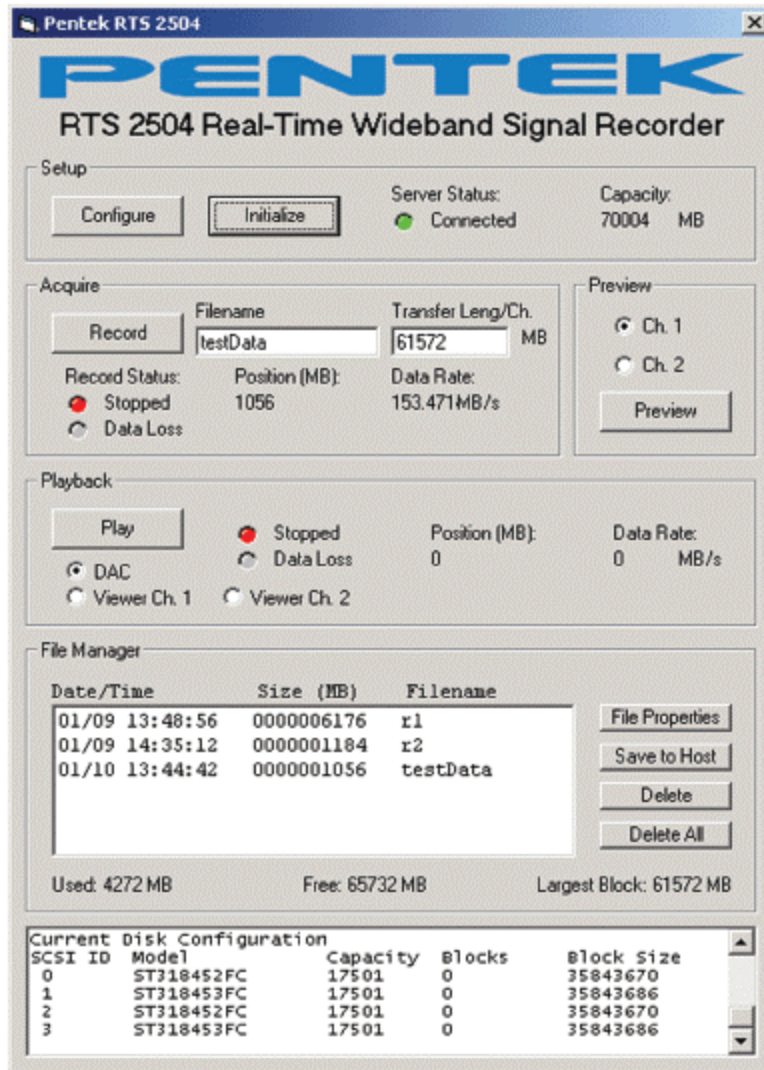 Pentek RTS 2504
PENTEK
RTS 2504 Real-Time Wideband Signal Recorder
Setup
Configure
Initialize
Server Status:
Connected
Capacity:
70004 MB
Acquire
Record
Filename
testData
Transfer Leng/Ch.
61572 MB
Record Status:
Stopped
Data Loss
Position (MB):
1056
Data Rate:
153.471MB/s
Preview
Ch. 1
Ch. 2
Preview
Playback
Play
DAC
Viewer Ch. 1
Viewer Ch. 2
Stopped
Data Loss
Position (MB):
0
Data Rate:
0 MB/s
File Manager
Date/Time Size (MB) Filename
01/09 13:48:56 0000006176 r1
01/09 14:35:12 0000001184 r2
01/10 13:44:42 0000001056 testData
File Properties
Save to Host
Delete
Delete All
Used: 4272 MB
Free: 65732 MB
Largest Block: 61572 MB
Current Disk Configuration
SCSI ID Model Capacity Blocks Block Size
0 ST318452FC 17501 0 35843670
1 ST318453FC 17501 0 35843686
2 ST318452FC 17501 0 35843670
3 ST318453FC 17501 0 35843686